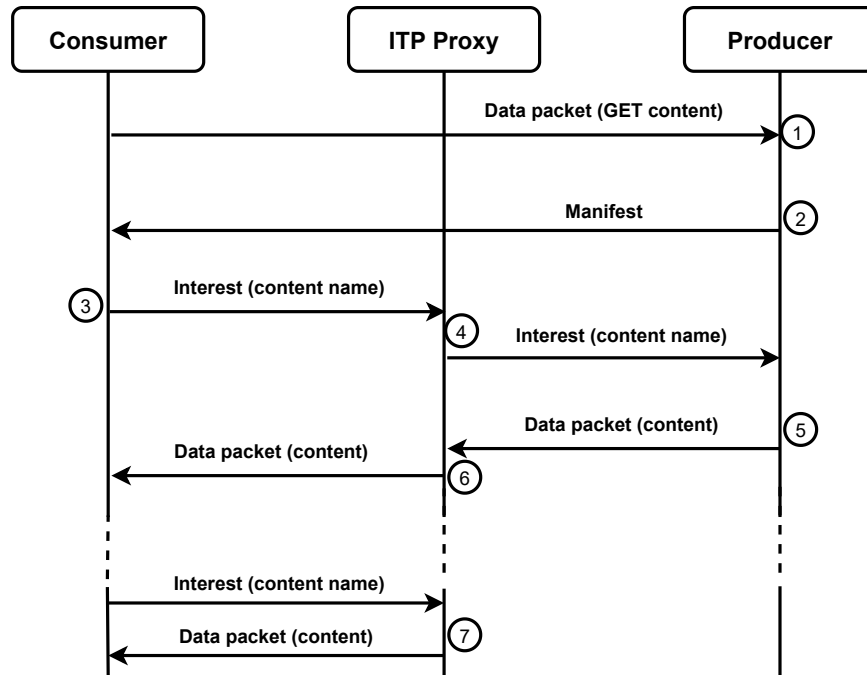 Consumer
ITP Proxy
Producer
Data packet (GET content)
1
Manifest
2
Interest (content name)
3
4
Interest (content name)
Data packet (content)
5
Data packet (content)
6
Interest (content name)
Data packet (content)
7